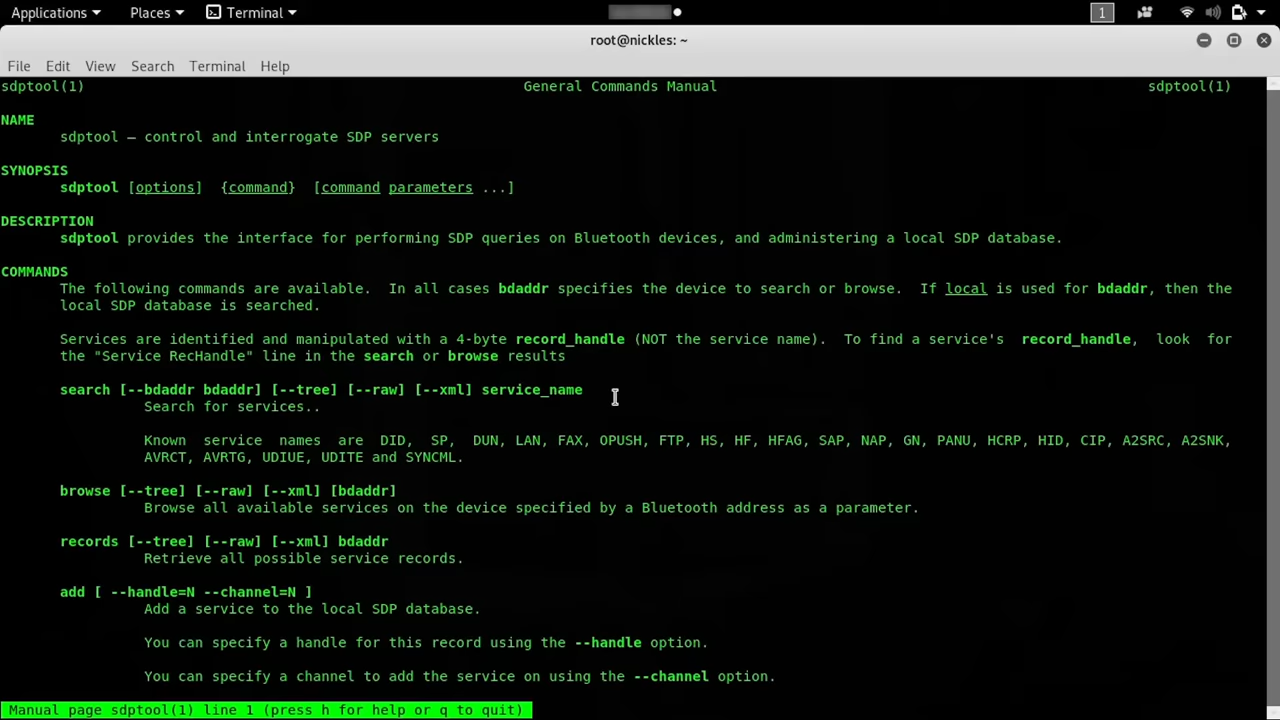 Applications Places Terminal 1
root@nickles: ~
File Edit View Search Terminal Help
sdptool(1) General Commands Manual sdptool(1)
NAME
sdptool – control and interrogate SDP servers
SYNOPSIS
sdptool [options] {command} [command parameters ...]
DESCRIPTION
sdptool provides the interface for performing SDP queries on Bluetooth devices, and administering a local SDP database.
COMMANDS
The following commands are available. In all cases bdaddr specifies the device to search or browse. If local is used for bdaddr, then the
local SDP database is searched.
Services are identified and manipulated with a 4-byte record_handle (NOT the service name). To find a service's record_handle, look for
the "Service RecHandle" line in the search or browse results
search [--bdaddr bdaddr] [--tree] [--raw] [--xml] service_name
Search for services..
Known service names are DID, SP, DUN, LAN, FAX, OPUSH, FTP, HS, HF, HFAG, SAP, NAP, GN, PANU, HCRP, HID, CIP, A2SRC, A2SNK,
AVRCT, AVRTG, UDIUE, UDITE and SYNCML.
browse [--tree] [--raw] [--xml] [bdaddr]
Browse all available services on the device specified by a Bluetooth address as a parameter.
records [--tree] [--raw] [--xml] bdaddr
Retrieve all possible service records.
add [ --handle=N --channel=N ]
Add a service to the local SDP database.
You can specify a handle for this record using the --handle option.
You can specify a channel to add the service on using the --channel option.
Manual page sdptool(1) line 1 (press h for help or q to quit)